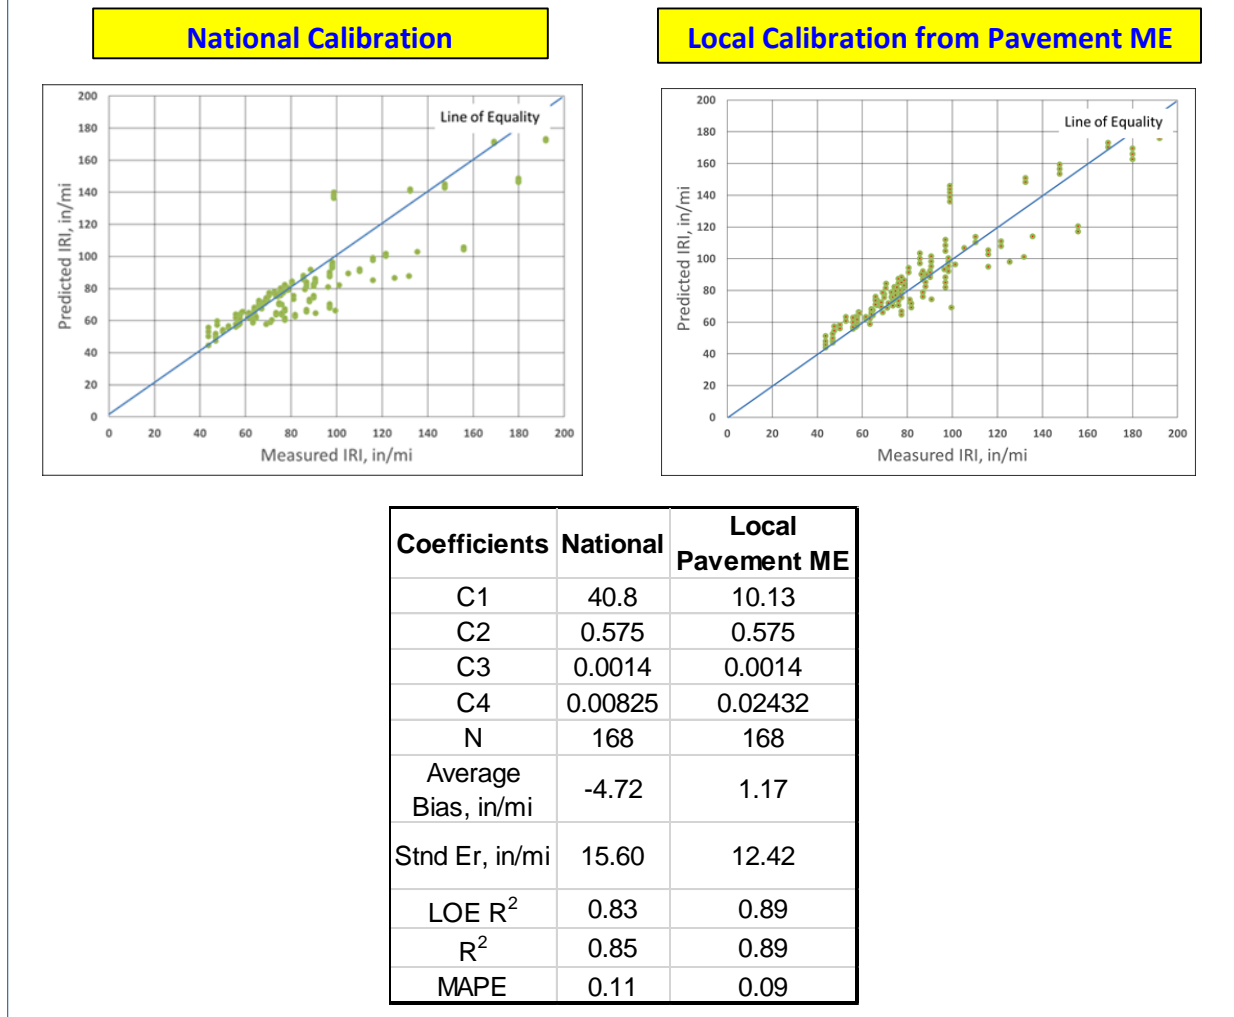 National Calibration
Local Calibration from Pavement ME
200
180
160
140
120
100
80
60
40
20
0
Predicted IRI, in/mi
Line of Equality
0 20 40 60 80 100 120 140 160 180 200
Measured IRI, in/mi
200
180
160
140
120
100
80
60
40
20
0
Predicted IRI, in/mi
Line of Equality
0 20 40 60 80 100 120 140 160 180 200
Measured IRI, in/mi
Coefficients National Local
Pavement ME
C1 40.8 10.13
C2 0.575 0.575
C3 0.0014 0.0014
C4 0.00825 0.02432
N 168 168
Average
Bias, in/mi -4.72 1.17
Stnd Er, in/mi 15.60 12.42
LOE R² 0.83 0.89
R² 0.85 0.89
MAPE 0.11 0.09